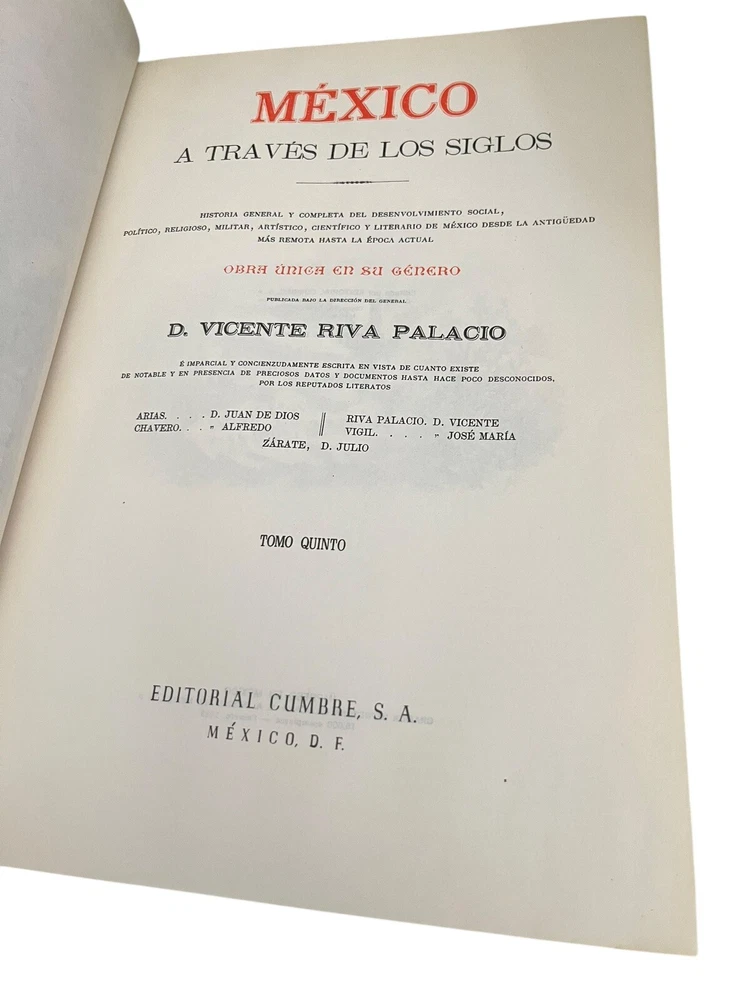 MÉXICO
A TRAVÉS DE LOS SIGLOS
HISTORIA GENERAL Y COMPLETA DEL DESENVOLVIMIENTO SOCIAL,
POLÍTICO, RELIGIOSO, MILITAR, ARTÍSTICO, CIENTÍFICO Y LITERARIO DE MÉXICO DESDE LA ANTIGÜEDAD
MÁS REMOTA HASTA LA ÉPOCA ACTUAL
OBRA ÚNICA EN SU GÉNERO
PUBLICADA BAJO LA DIRECCIÓN DEL GENERAL
D. VICENTE RIVA PALACIO
É IMPARCIAL Y CONCIENZUDAMENTE ESCRITA EN VISTA DE CUANTO EXISTE
DE NOTABLE Y EN PRESENCIA DE PRECIOSOS DATOS Y DOCUMENTOS HASTA HACE POCO DESCONOCIDOS,
POR LOS REPUTADOS LITERATOS
ARIAS. . . . D. JUAN DE DIOS
CHAVERO. . . „ ALFREDO
RIVA PALACIO. D. VICENTE
VIGIL. . . . . „ JOSÉ MARÍA
ZÁRATE, D. JULIO
TOMO QUINTO
EDITORIAL CUMBRE, S. A.
MÉXICO, D. F.